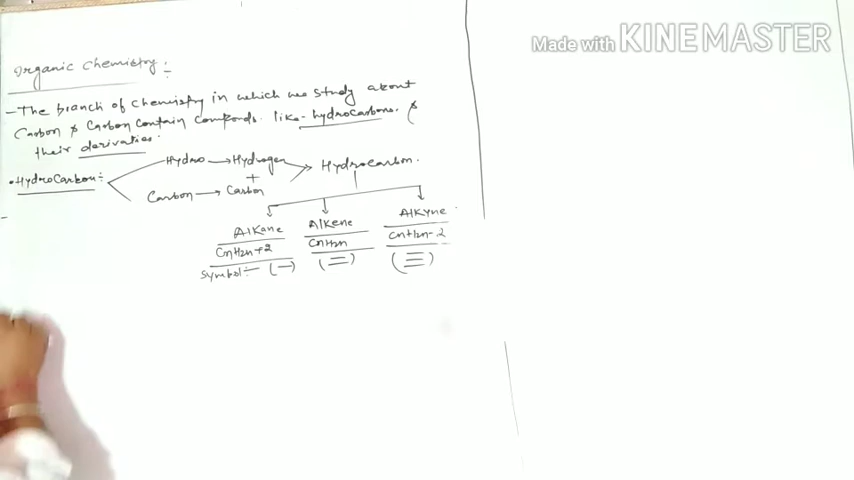 Organic Chemistry :-
- The branch of chemistry in which we study about
Carbon & Carbon contain compounds. like - hydrocarbons. &
their derivaties.
• HydroCarbon :-
Hydro → Hydrogen
+
Carbon → Carbon
Hydrocarbon.
Alkane Alkene Alkyne
CnH2n+2 CnH2n CnH2n-2
Symbol :- (—) (=) (≡)
Made with KINEMASTER